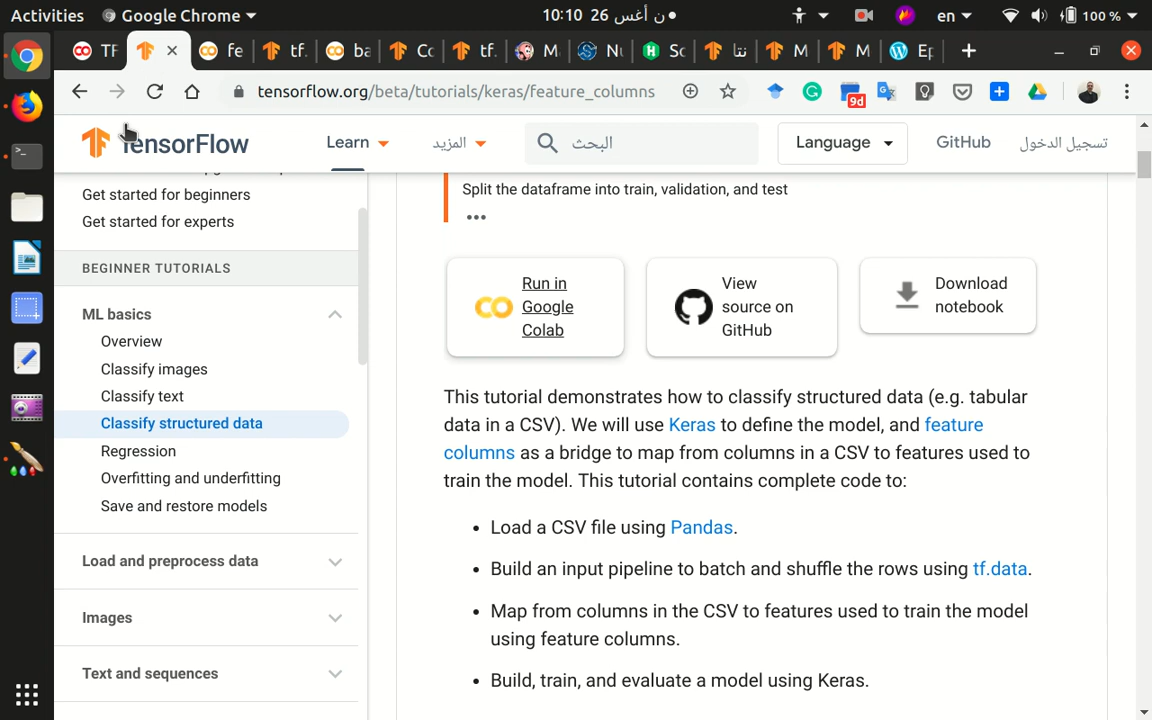 Activities
Google Chrome
ن أغس 26 10:10
en
100 %
TF
fe
tf.
ba
Co
tf.
M
Nu
Sc
نتا
M
M
Ep
tensorflow.org/beta/tutorials/keras/feature_columns
9d
TensorFlow
Learn
المزيد
البحث
Language
GitHub
تسجيل الدخول
Get started for beginners
Get started for experts
BEGINNER TUTORIALS
ML basics
Overview
Classify images
Classify text
Classify structured data
Regression
Overfitting and underfitting
Save and restore models
Load and preprocess data
Images
Text and sequences
Split the dataframe into train, validation, and test
•••
Run in
Google
Colab
View
source on
GitHub
Download
notebook
This tutorial demonstrates how to classify structured data (e.g. tabular
data in a CSV). We will use Keras to define the model, and feature
columns as a bridge to map from columns in a CSV to features used to
train the model. This tutorial contains complete code to:
• Load a CSV file using Pandas.
• Build an input pipeline to batch and shuffle the rows using tf.data.
• Map from columns in the CSV to features used to train the model
using feature columns.
• Build, train, and evaluate a model using Keras.